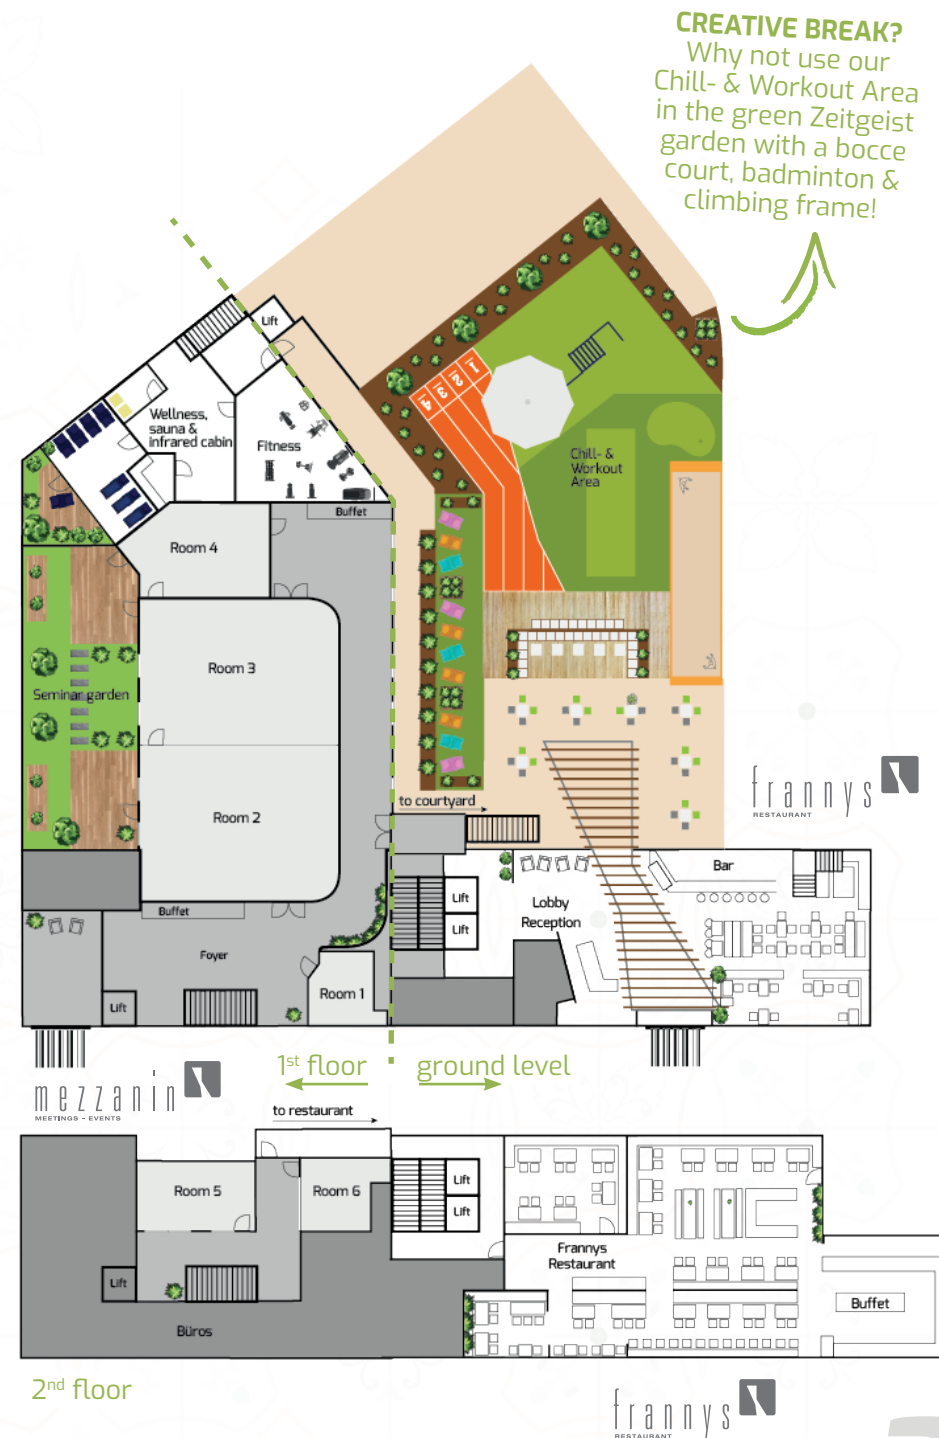 CREATIVE BREAK?
Why not use our
Chill- & Workout Area
in the green Zeitgeist
garden with a bocce
court, badminton &
climbing frame!
Lift
Wellness,
sauna &
infrared cabin
Fitness
1
2
3
4
Chill- &
Workout
Area
Buffet
Room 4
Room 3
Seminar garden
Room 2
to courtyard
frannys
RESTAURANT
Bar
Lift
Lobby
Reception
Lift
Buffet
Foyer
Room 1
Lift
1st floor
ground level
mezzanin
MEETINGS - EVENTS
to restaurant
Room 5
Room 6
Lift
Lift
Frannys
Restaurant
Lift
Buffet
Büros
2nd floor
frannys
RESTAURANT